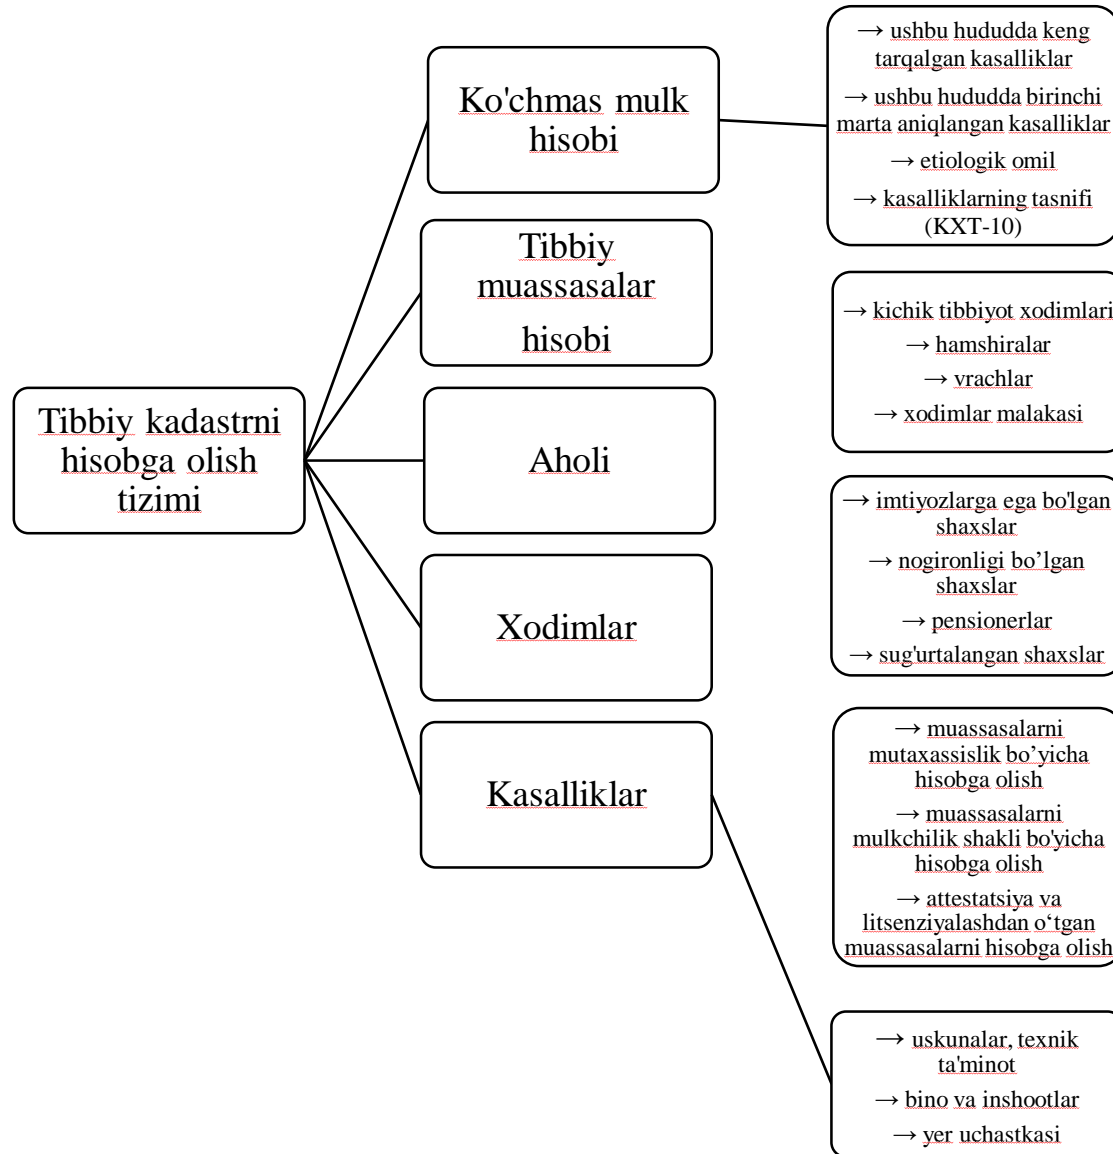 Tibbiy kadastrni
hisobga olish
tizimi
Ko'chmas mulk
hisobi
Tibbiy
muassasalar
hisobi
Aholi
Xodimlar
Kasalliklar
→ ushbu hududda keng
tarqalgan kasalliklar
→ ushbu hududda birinchi
marta aniqlangan kasalliklar
→ etiologik omil
→ kasalliklarning tasnifi
(KXT-10)
→ kichik tibbiyot xodimlari
→ hamshiralar
→ vrachlar
→ xodimlar malakasi
→ imtiyozlarga ega bo'lgan
shaxslar
→ nogironligi bo’lgan
shaxslar
→ pensionerlar
→ sug'urtalangan shaxslar
→ muassasalarni
mutaxassislik bo’yicha
hisobga olish
→ muassasalarni
mulkchilik shakli bo'yicha
hisobga olish
→ attestatsiya va
litsenziyalashdan o‘tgan
muassasalarni hisobga olish
→ uskunalar, texnik
ta'minot
→ bino va inshootlar
→ yer uchastkasi